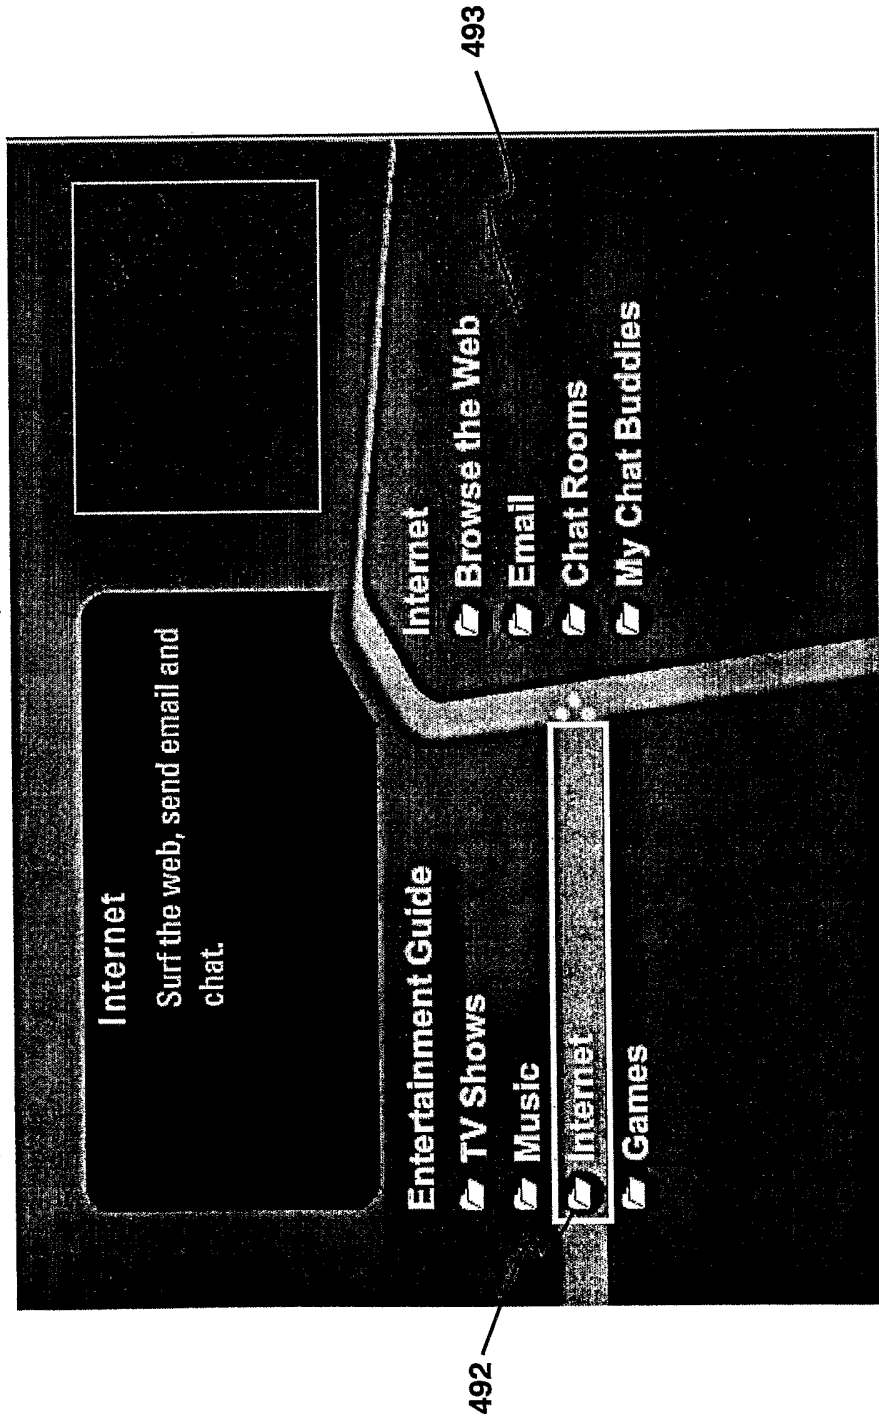 Internet
Surf the web, send email and
chat.
Entertainment Guide
TV Shows
Music
Internet
Games
Internet
Browse the Web
Email
Chat Rooms
My Chat Buddies
492
493